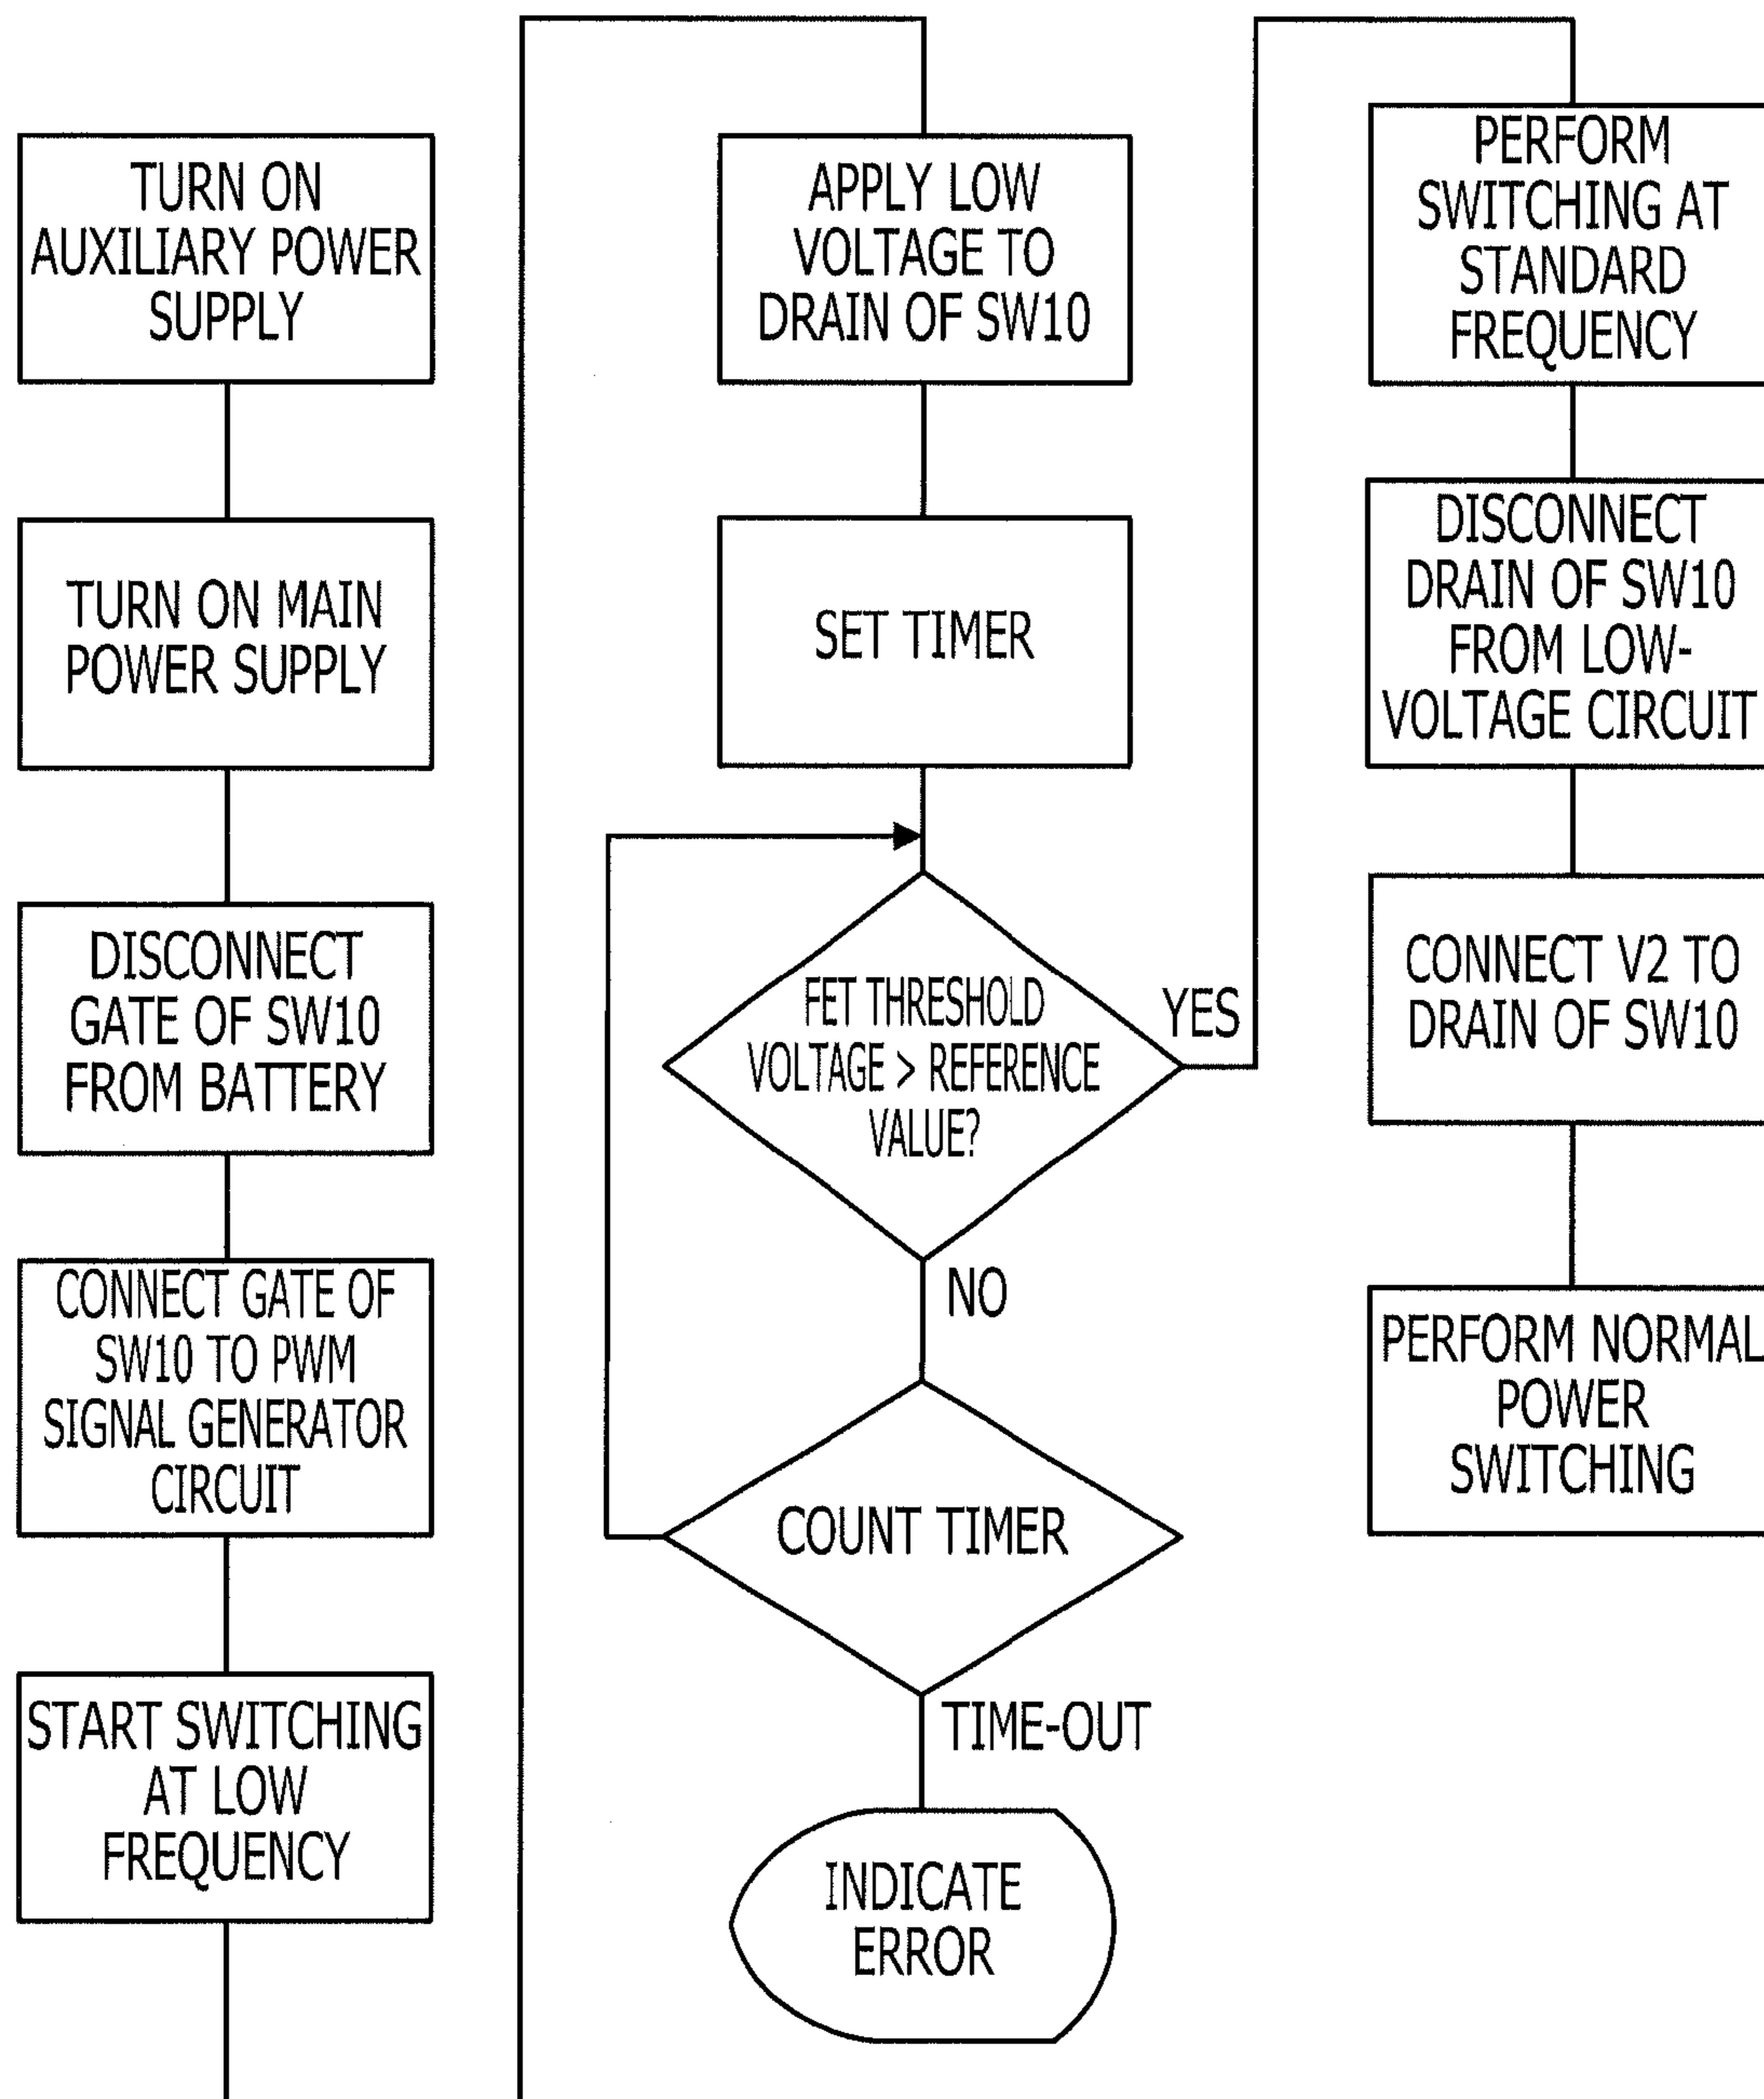 TURN ON
AUXILIARY POWER
SUPPLY
TURN ON MAIN
POWER SUPPLY
DISCONNECT
GATE OF SW10
FROM BATTERY
CONNECT GATE OF
SW10 TO PWM
SIGNAL GENERATOR
CIRCUIT
START SWITCHING
AT LOW
FREQUENCY
APPLY LOW
VOLTAGE TO
DRAIN OF SW10
SET TIMER
FET THRESHOLD
VOLTAGE > REFERENCE
VALUE?
YES
NO
COUNT TIMER
TIME-OUT
INDICATE
ERROR
PERFORM
SWITCHING AT
STANDARD
FREQUENCY
DISCONNECT
DRAIN OF SW10
FROM LOW-
VOLTAGE CIRCUIT
CONNECT V2 TO
DRAIN OF SW10
PERFORM NORMAL
POWER
SWITCHING